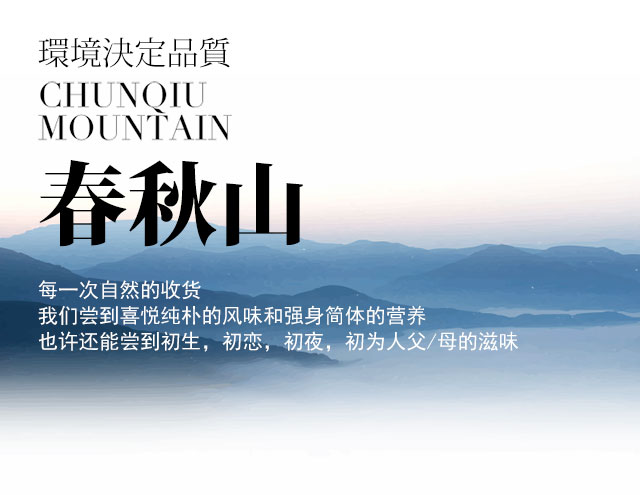 環境決定品質
CHUNQIU
MOUNTAIN
春秋山
每一次自然的收货
我们尝到喜悦纯朴的风味和强身简体的营养
也许还能尝到初生，初恋，初夜，初为人父/母的滋味